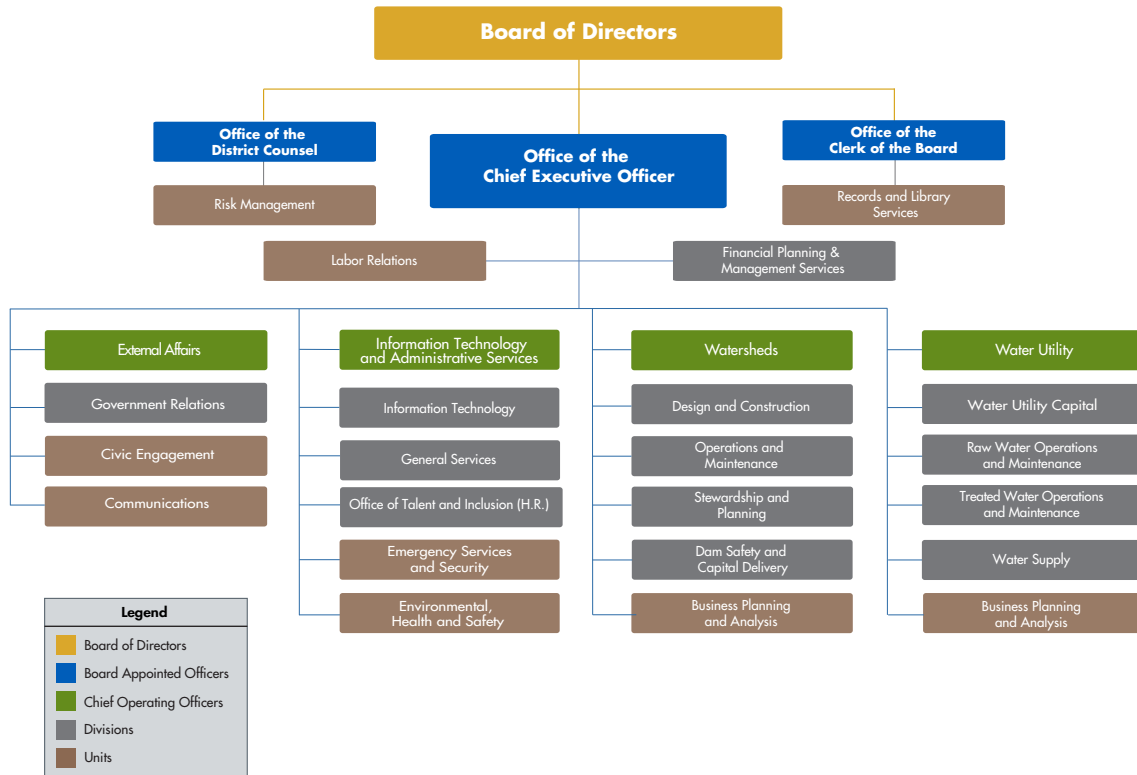 Board of Directors
Office of the
District Counsel
Office of the
Chief Executive Officer
Office of the
Clerk of the Board
Risk Management
Records and Library
Services
Labor Relations
Financial Planning &
Management Services
External Affairs
Government Relations
Civic Engagement
Communications
Information Technology
and Administrative Services
Information Technology
General Services
Office of Talent and Inclusion (H.R.)
Emergency Services
and Security
Environmental,
Health and Safety
Watersheds
Design and Construction
Operations and
Maintenance
Stewardship and
Planning
Dam Safety and
Capital Delivery
Business Planning
and Analysis
Water Utility
Water Utility Capital
Raw Water Operations
and Maintenance
Treated Water Operations
and Maintenance
Water Supply
Business Planning
and Analysis
Legend
Board of Directors
Board Appointed Officers
Chief Operating Officers
Divisions
Units